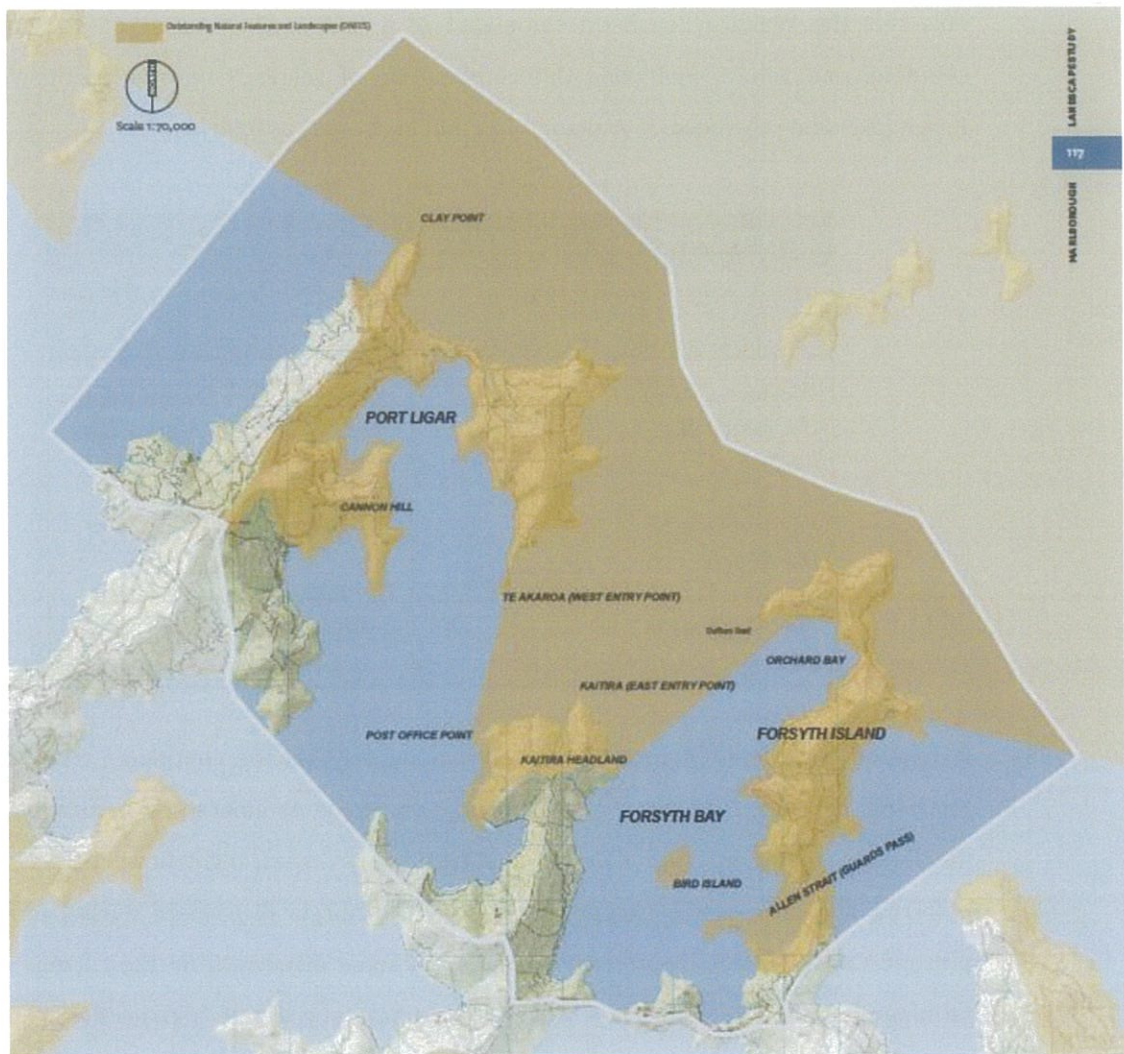 Outstanding Natural Features and Landscapes (ONFLS)
Scale 1:70,000
MARLBOROUGH
117
LANDSCAPE STUDY
CLAY POINT
PORT LIGAR
CANNON HILL
TE AKAROA (WEST ENTRY POINT)
ORCHARD BAY
KAITIRA (EAST ENTRY POINT)
POST OFFICE POINT
FORSYTH ISLAND
KAITIRA HEADLAND
FORSYTH BAY
BIRD ISLAND
ALLEN STRAIT (GUARDS PASS)